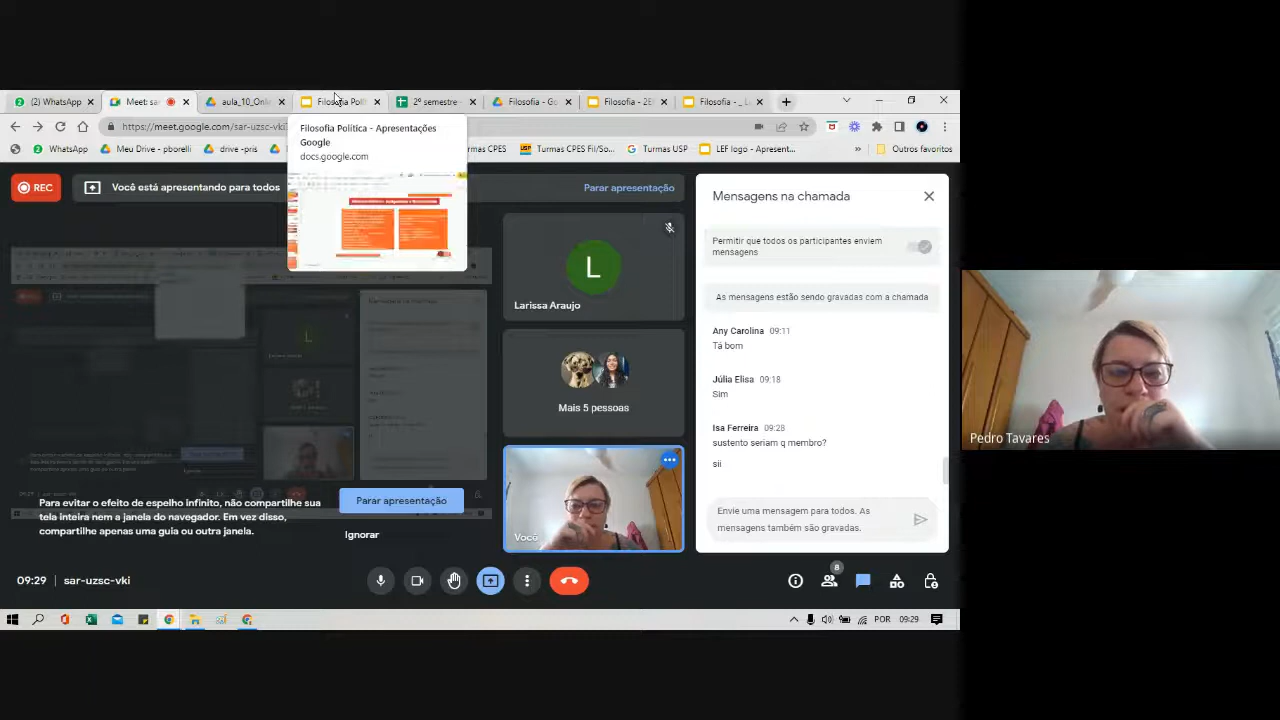 (2) WhatsApp
Meet: sar
aula_10_Onli
Filosofia Polít
2º semestre -
Filosofia - Go
Filosofia - 2E
Filosofia - _ L
https://meet.google.com/sar-uzsc-vki
WhatsApp
Meu Drive - pborelli
drive -pris
Turmas CPES Fil/So...
Turmas USP
LEF logo - Apresent...
Outros favoritos
Filosofia Política - Apresentações
Google
docs.google.com
REC
Você está apresentando para todos
Parar apresentação
Larissa Araujo
L
Mais 5 pessoas
Você
Para evitar o efeito de espelho infinito, não compartilhe sua
tela inteira nem a janela do navegador. Em vez disso,
compartilhe apenas uma guia ou outra janela.
Parar apresentação
Ignorar
Mensagens na chamada
Permitir que todos os participantes enviem
mensagens
As mensagens estão sendo gravadas com a chamada
Any Carolina 09:11
Tá bom
Júlia Elisa 09:18
Sim
Isa Ferreira 09:28
sustento seriam q membro?
sii
Envie uma mensagem para todos. As
mensagens também são gravadas.
09:29 | sar-uzsc-vki
8
POR
09:29
Pedro Tavares